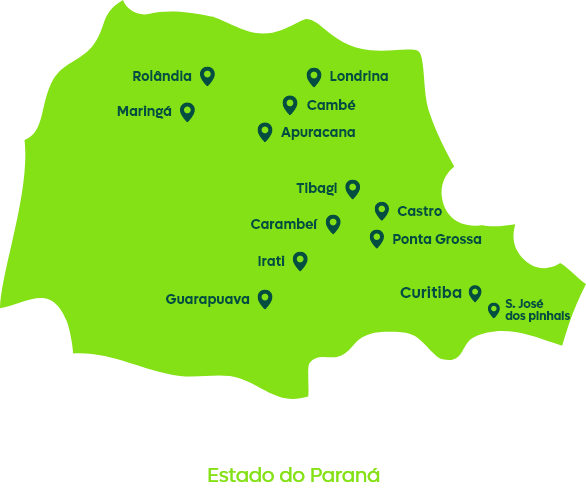 Rolândia
Londrina
Maringá
Cambé
Apuracana
Tibagi
Castro
Carambeí
Ponta Grossa
Irati
Guarapuava
Curitiba
S. José
dos pinhais
Estado do Paraná